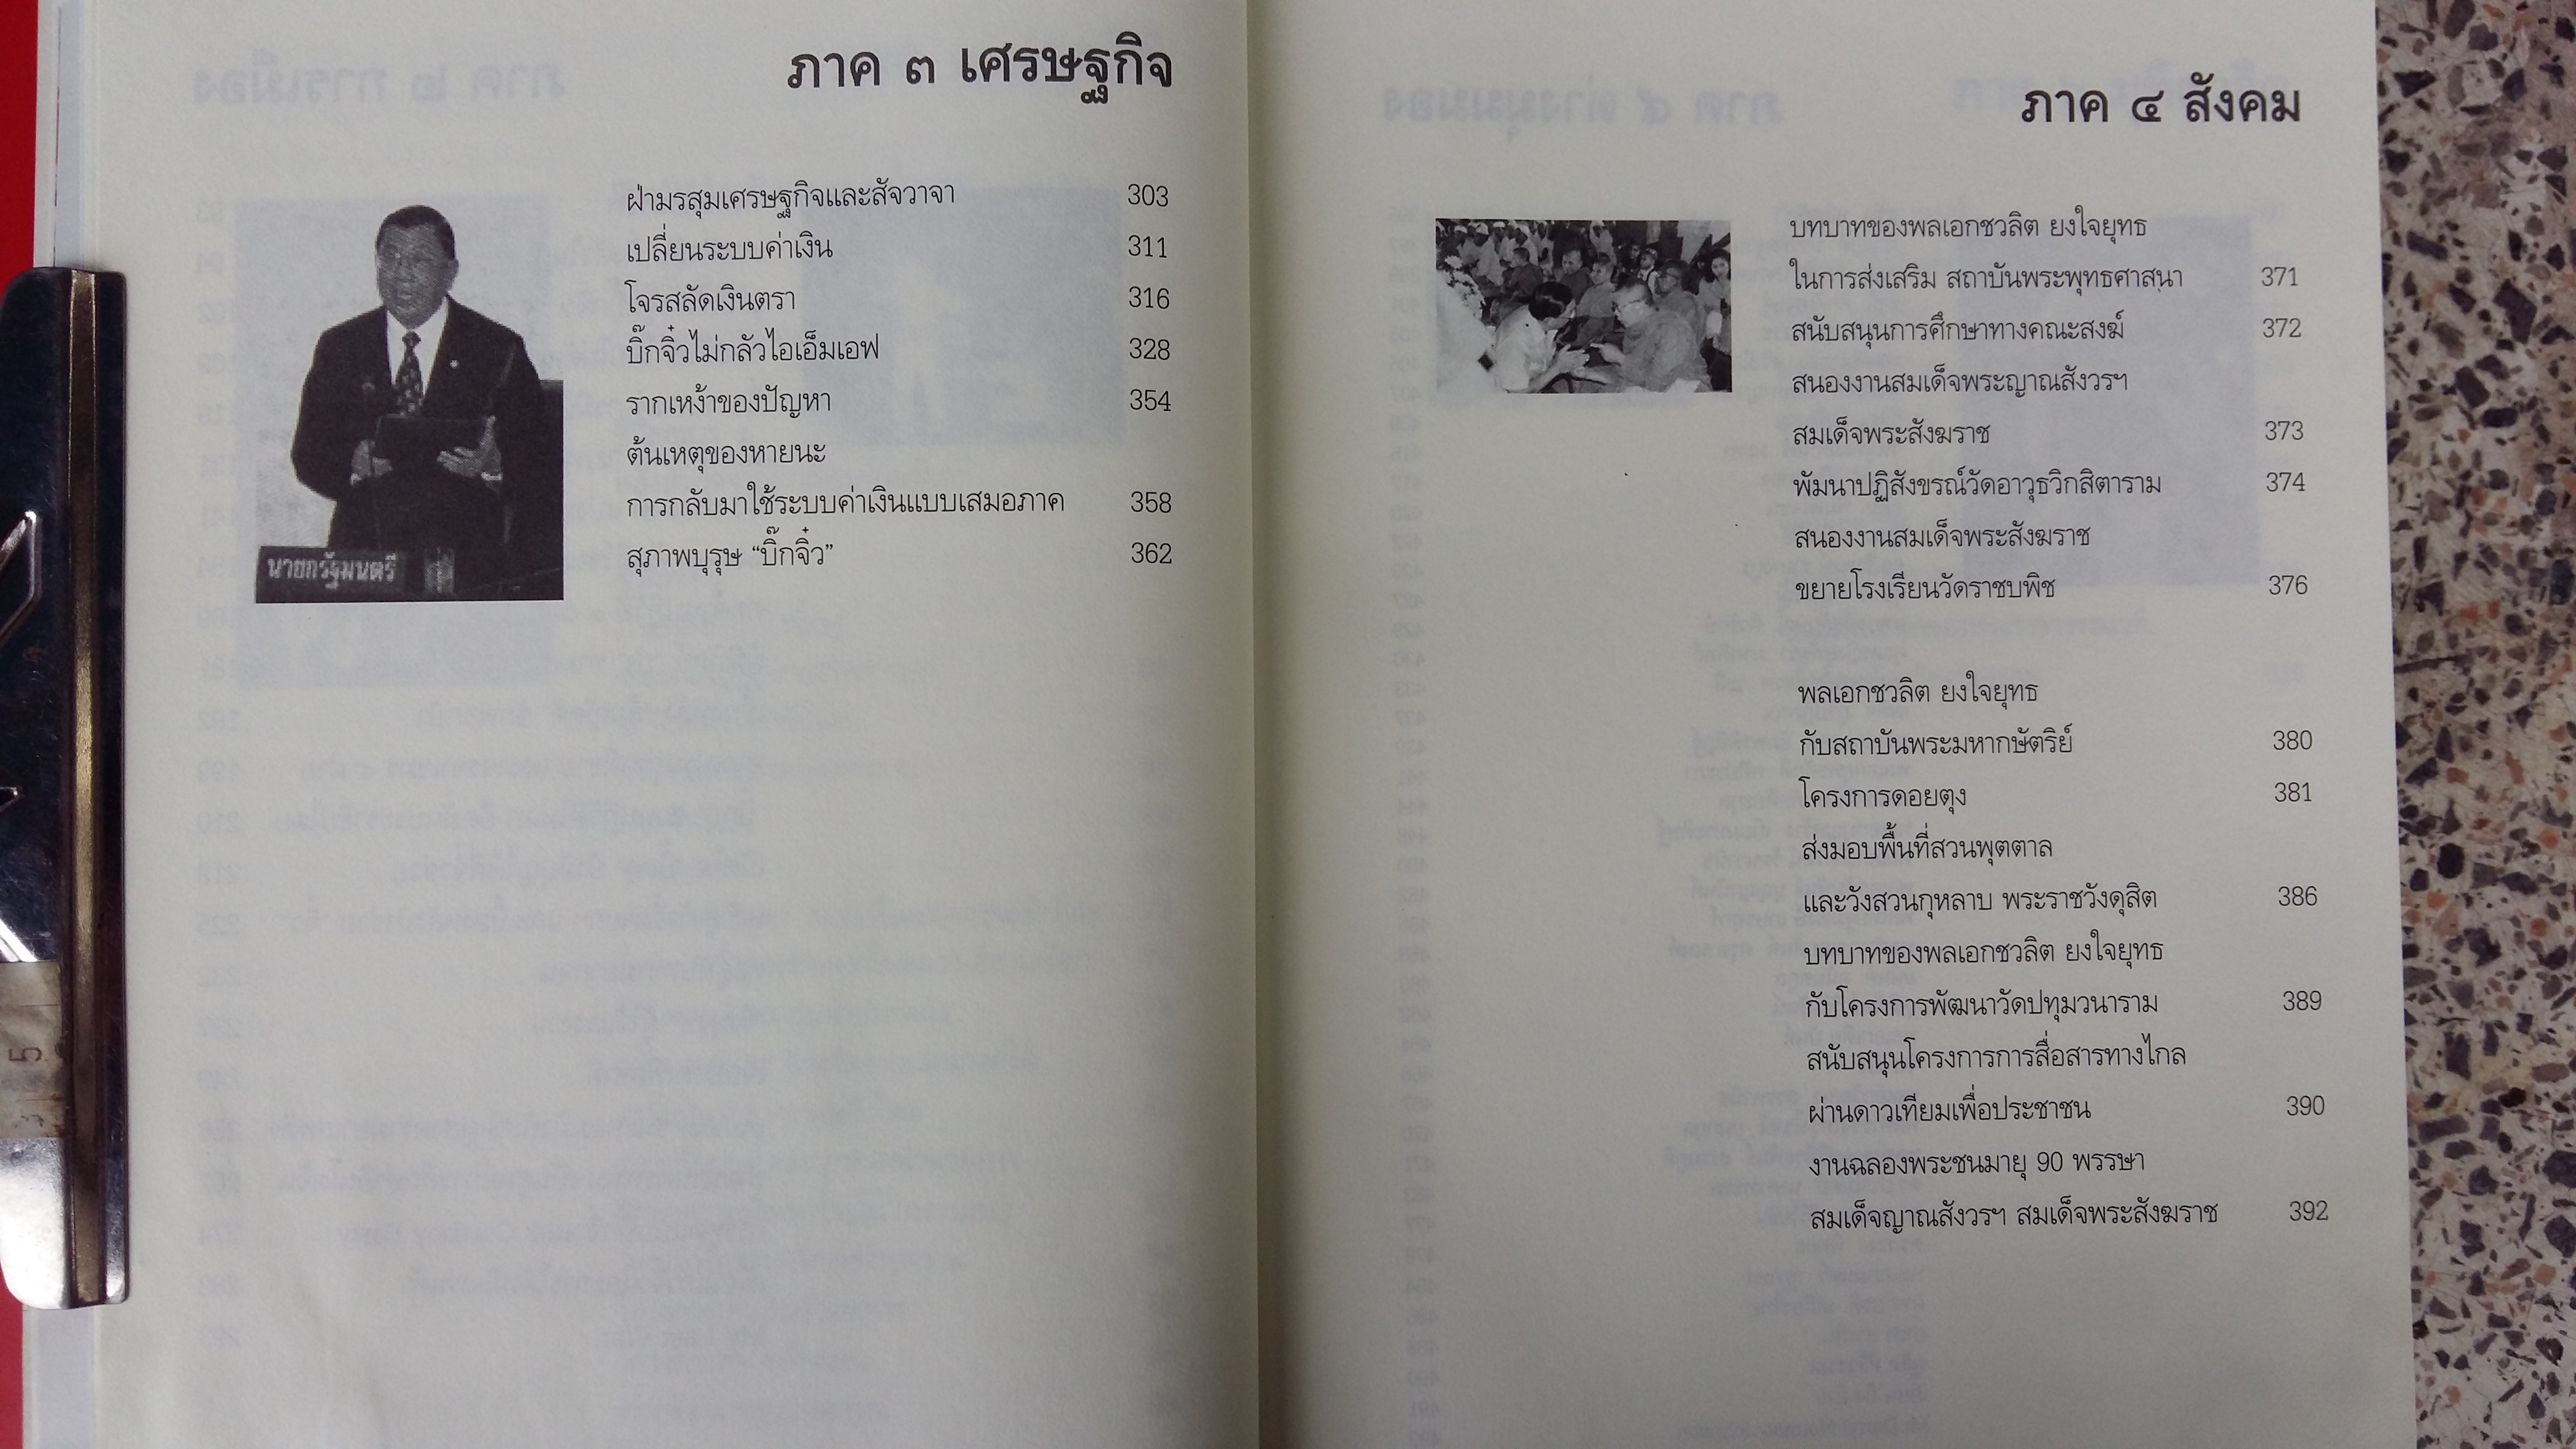 ภาค ๓ เศรษฐกิจ
ฝ่ามรสุมเศรษฐกิจและสัจวาจา 303
เปลี่ยนระบบค่าเงิน 311
โจรสลัดเงินตรา 316
บิ๊กจิ๋วไม่กลัวไอเอ็มเอฟ 328
รากเหง้าของปัญหา 354
ต้นเหตุของหายนะ
การกลับมาใช้ระบบค่าเงินแบบเสมอภาค 358
สุภาพบุรุษ “บิ๊กจิ๋ว” 362
นายกรัฐมนตรี
ภาค ๔ สังคม
บทบาทของพลเอกชวลิต ยงใจยุทธ
ในการส่งเสริม สถาบันพระพุทธศาสนา 371
สนับสนุนการศึกษาทางคณะสงฆ์ 372
สนองงานสมเด็จพระญาณสังวรฯ
สมเด็จพระสังฆราช 373
พัมนาปฏิสังขรณ์วัดอาวุธวิกสิตาราม 374
สนองงานสมเด็จพระสังฆราช
ขยายโรงเรียนวัดราชบพิช 376
พลเอกชวลิต ยงใจยุทธ
กับสถาบันพระมหากษัตริย์ 380
โครงการดอยตุง 381
ส่งมอบพื้นที่สวนพุตตาล
และวังสวนกุหลาบ พระราชวังดุสิต 386
บทบาทของพลเอกชวลิต ยงใจยุทธ
กับโครงการพัฒนาวัดปทุมวนาราม 389
สนับสนุนโครงการการสื่อสารทางไกล
ผ่านดาวเทียมเพื่อประชาชน 390
งานฉลองพระชนมายุ 90 พรรษา
สมเด็จญาณสังวรฯ สมเด็จพระสังฆราช 392
5